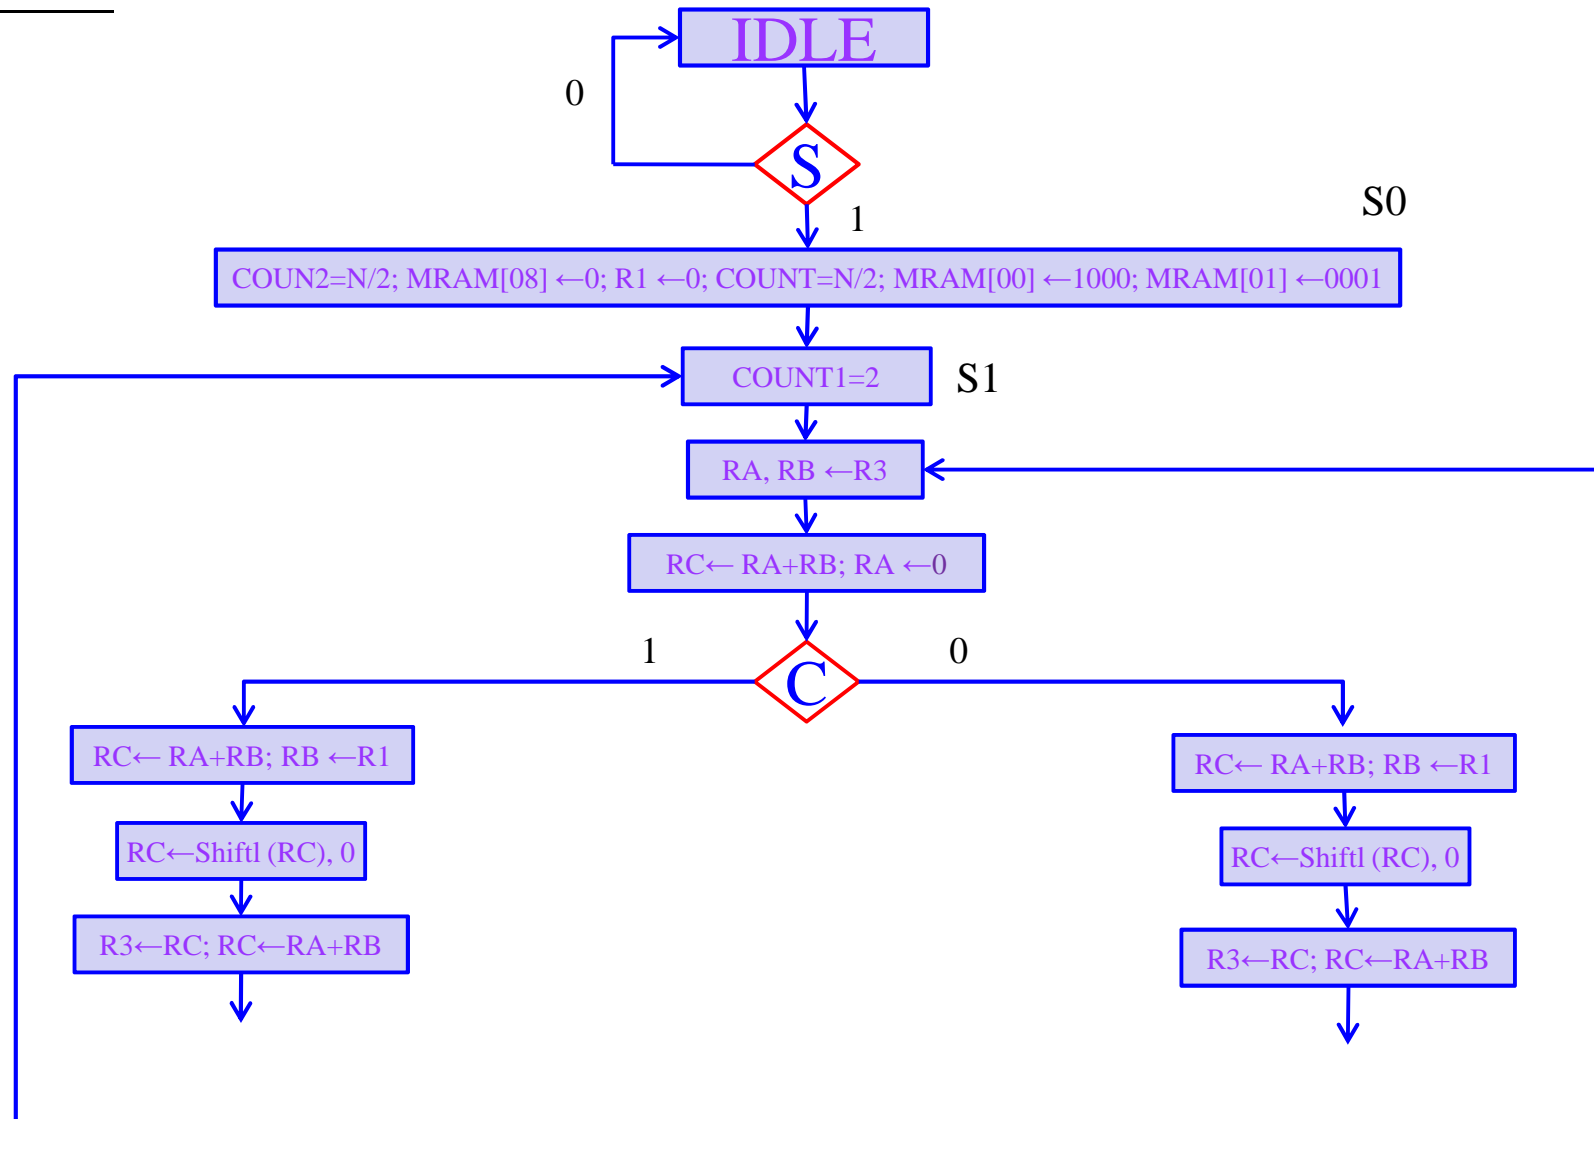 IDLE
0
S
1
S0
COUN2=N/2; MRAM[08] ←0; R1 ←0; COUNT=N/2; MRAM[00] ←1000; MRAM[01] ←0001
COUNT1=2
S1
RA, RB ←R3
RC← RA+RB; RA ←0
1
0
C
RC← RA+RB; RB ←R1
RC← RA+RB; RB ←R1
RC←Shiftl (RC), 0
RC←Shiftl (RC), 0
R3←RC; RC←RA+RB
R3←RC; RC←RA+RB